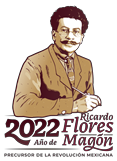 2022 Ricardo
Flores
Año de Magón
PRECURSOR DE LA REVOLUCIÓN MEXICANA